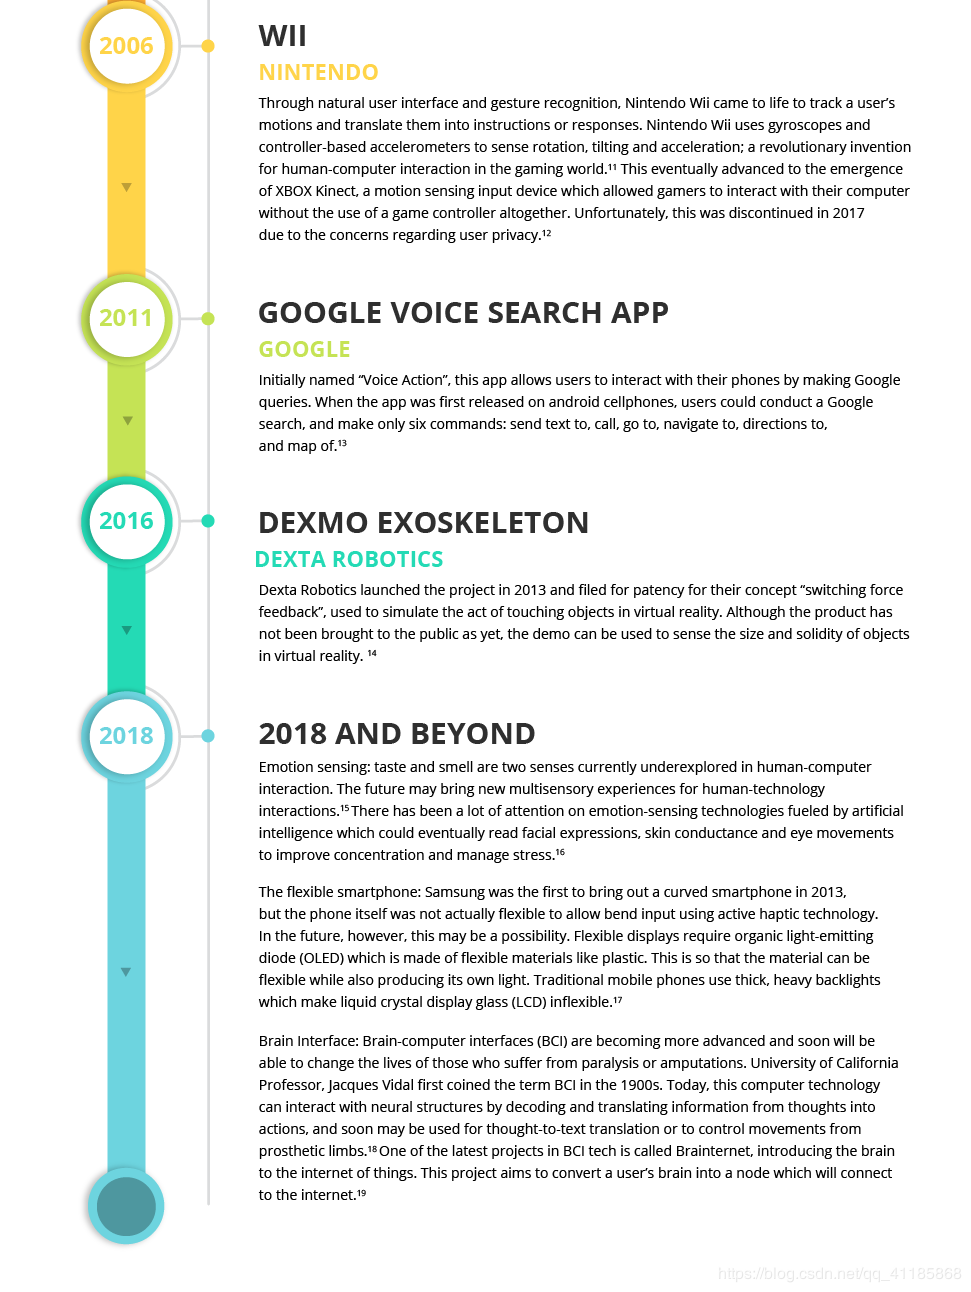 2006
WII
NINTENDO
Through natural user interface and gesture recognition, Nintendo Wii came to life to track a user’s
motions and translate them into instructions or responses. Nintendo Wii uses gyroscopes and
controller-based accelerometers to sense rotation, tilting and acceleration; a revolutionary invention
for human-computer interaction in the gaming world.¹¹ This eventually advanced to the emergence
of XBOX Kinect, a motion sensing input device which allowed gamers to interact with their computer
without the use of a game controller altogether. Unfortunately, this was discontinued in 2017
due to the concerns regarding user privacy.¹²
2011
GOOGLE VOICE SEARCH APP
GOOGLE
Initially named “Voice Action”, this app allows users to interact with their phones by making Google
queries. When the app was first released on android cellphones, users could conduct a Google
search, and make only six commands: send text to, call, go to, navigate to, directions to,
and map of.¹³
2016
DEXMO EXOSKELETON
DEXTA ROBOTICS
Dexta Robotics launched the project in 2013 and filed for patency for their concept “switching force
feedback”, used to simulate the act of touching objects in virtual reality. Although the product has
not been brought to the public as yet, the demo can be used to sense the size and solidity of objects
in virtual reality. ¹⁴
2018
2018 AND BEYOND
Emotion sensing: taste and smell are two senses currently underexplored in human-computer
interaction. The future may bring new multisensory experiences for human-technology
interactions.¹⁵ There has been a lot of attention on emotion-sensing technologies fueled by artificial
intelligence which could eventually read facial expressions, skin conductance and eye movements
to improve concentration and manage stress.¹⁶
The flexible smartphone: Samsung was the first to bring out a curved smartphone in 2013,
but the phone itself was not actually flexible to allow bend input using active haptic technology.
In the future, however, this may be a possibility. Flexible displays require organic light-emitting
diode (OLED) which is made of flexible materials like plastic. This is so that the material can be
flexible while also producing its own light. Traditional mobile phones use thick, heavy backlights
which make liquid crystal display glass (LCD) inflexible.¹⁷
Brain Interface: Brain-computer interfaces (BCI) are becoming more advanced and soon will be
able to change the lives of those who suffer from paralysis or amputations. University of California
Professor, Jacques Vidal first coined the term BCI in the 1900s. Today, this computer technology
can interact with neural structures by decoding and translating information from thoughts into
actions, and soon may be used for thought-to-text translation or to control movements from
prosthetic limbs.¹⁸ One of the latest projects in BCI tech is called Brainternet, introducing the brain
to the internet of things. This project aims to convert a user’s brain into a node which will connect
to the internet.¹⁹
https://blog.csdn.net/qq_41185868